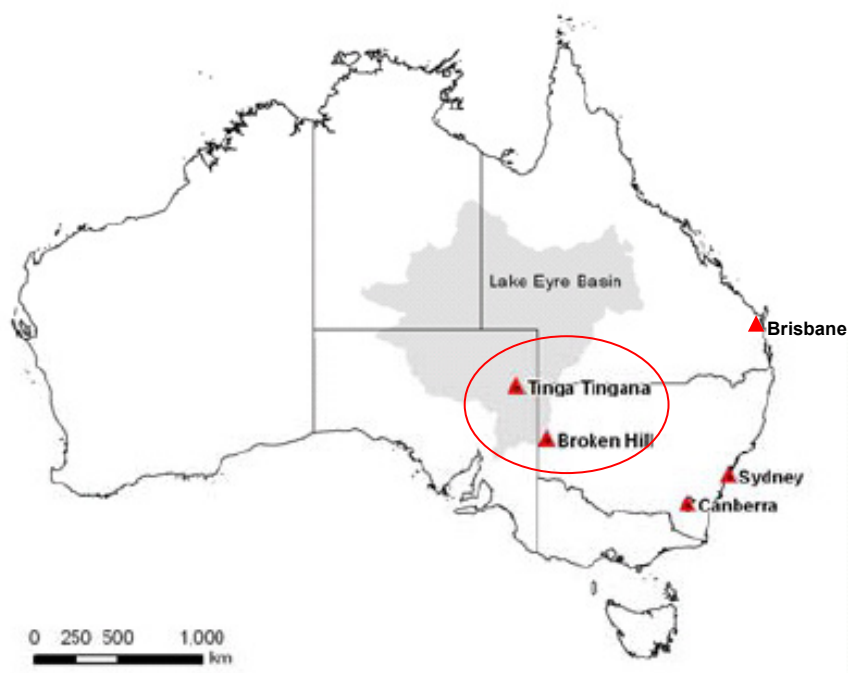 Lake Eyre Basin
Brisbane
Tinga Tingana
Broken Hill
Sydney
Canberra
0 250 500 1,000
km